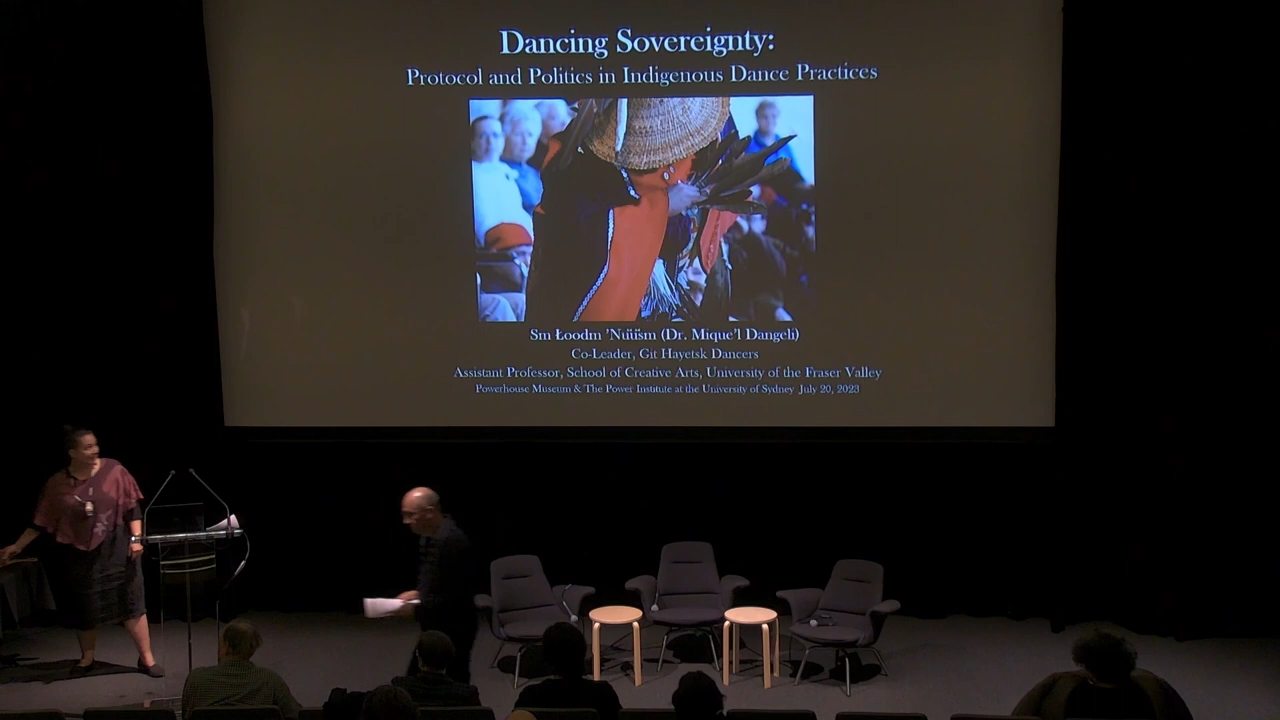 Dancing Sovereignty:
Protocol and Politics in Indigenous Dance Practices
Sm Łoodm 'Nüüsm (Dr. Mique'l Dangeli)
Co-Leader, Git Hayetsk Dancers
Assistant Professor, School of Creative Arts, University of the Fraser Valley
Powerhouse Museum & The Power Institute at the University of Sydney July 20, 2023